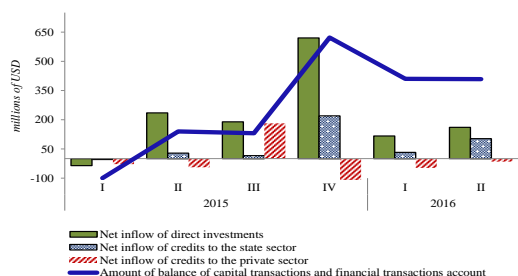 millions of USD
650
500
350
200
50
-100
I
II
III
IV
I
II
2015
2016
Net inflow of direct investments
Net inflow of credits to the state sector
Net inflow of credits to the private sector
Amount of balance of capital transactions and financial transactions account